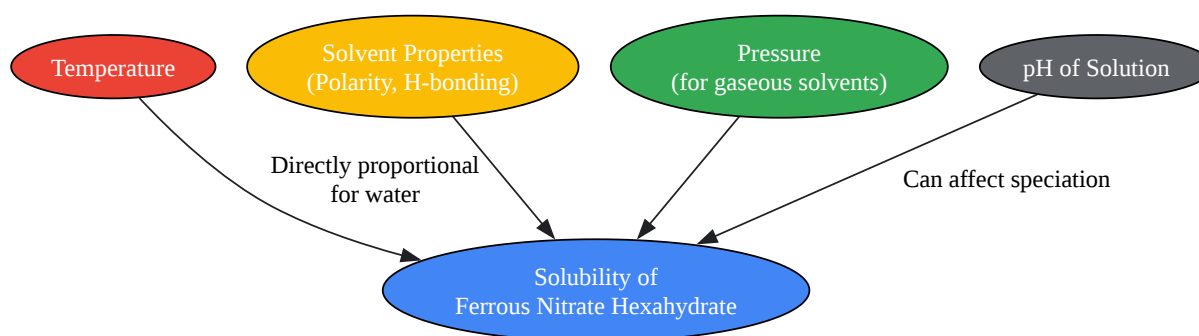 Temperature
Solvent Properties
(Polarity, H-bonding)
Pressure
(for gaseous solvents)
pH of Solution
Directly proportional
for water
Can affect speciation
Solubility of
Ferrous Nitrate Hexahydrate